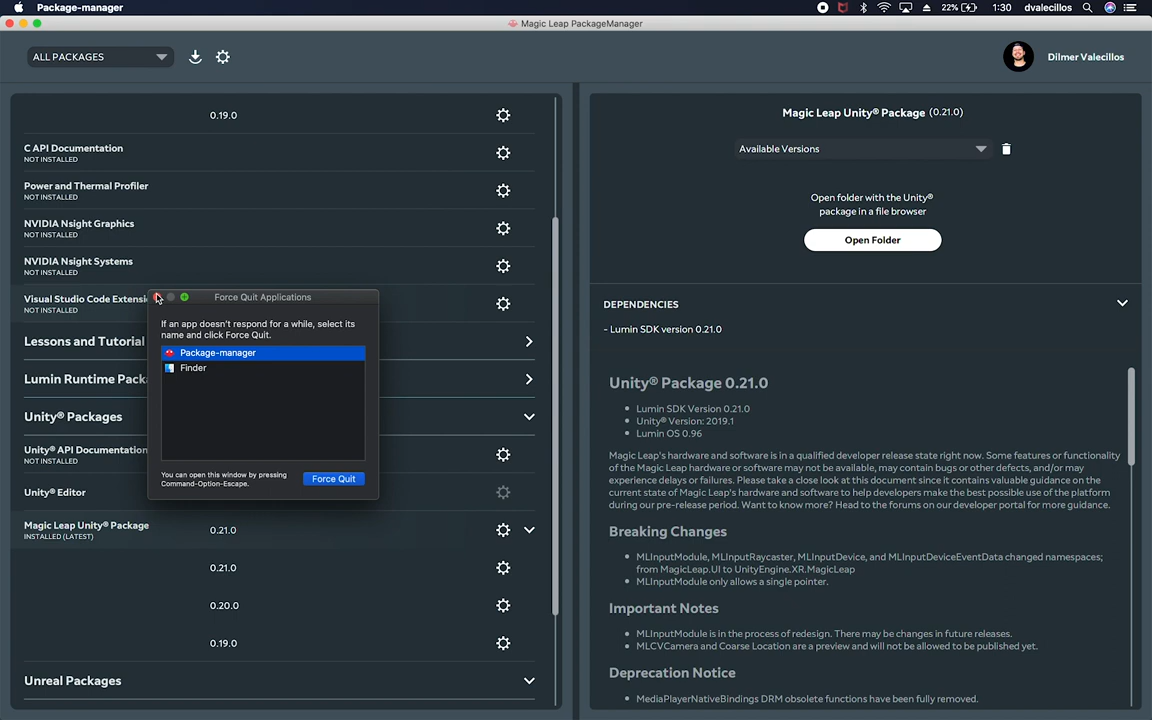 Package-manager
22%
1:30
dvalecillos
Magic Leap PackageManager
ALL PACKAGES
Dilmer Valecillos
0.19.0
C API Documentation
NOT INSTALLED
Power and Thermal Profiler
NOT INSTALLED
NVIDIA Nsight Graphics
NOT INSTALLED
NVIDIA Nsight Systems
NOT INSTALLED
Visual Studio Code Extensi
NOT INSTALLED
Lessons and Tutorial
Lumin Runtime Pack
Unity® Packages
Unity® API Documentation
NOT INSTALLED
Unity® Editor
Magic Leap Unity® Package
INSTALLED (LATEST)
0.21.0
0.21.0
0.20.0
0.19.0
Unreal Packages
Force Quit Applications
If an app doesn't respond for a while, select its
name and click Force Quit.
Package-manager
Finder
You can open this window by pressing
Command-Option-Escape.
Force Quit
Magic Leap Unity® Package (0.21.0)
Available Versions
Open folder with the Unity®
package in a file browser
Open Folder
DEPENDENCIES
- Lumin SDK version 0.21.0
Unity® Package 0.21.0
• Lumin SDK Version 0.21.0
• Unity® Version: 2019.1
• Lumin OS 0.96
Magic Leap's hardware and software is in a qualified developer release state right now. Some features or functionality
of the Magic Leap hardware or software may not be available, may contain bugs or other defects, and/or may
experience delays or failures. Please take a close look at this document since it contains valuable guidance on the
current state of Magic Leap's hardware and software to help developers make the best possible use of the platform
during our pre-release period. Want to know more? Head to the forums on our developer portal for more guidance.
Breaking Changes
• MLInputModule, MLInputRaycaster, MLInputDevice, and MLInputDeviceEventData changed namespaces;
from MagicLeap.UI to UnityEngine.XR.MagicLeap
• MLInputModule only allows a single pointer.
Important Notes
• MLInputModule is in the process of redesign. There may be changes in future releases.
• MLCVCamera and Coarse Location are a preview and will not be allowed to be published yet.
Deprecation Notice
• MediaPlayerNativeBindings DRM obsolete functions have been fully removed.